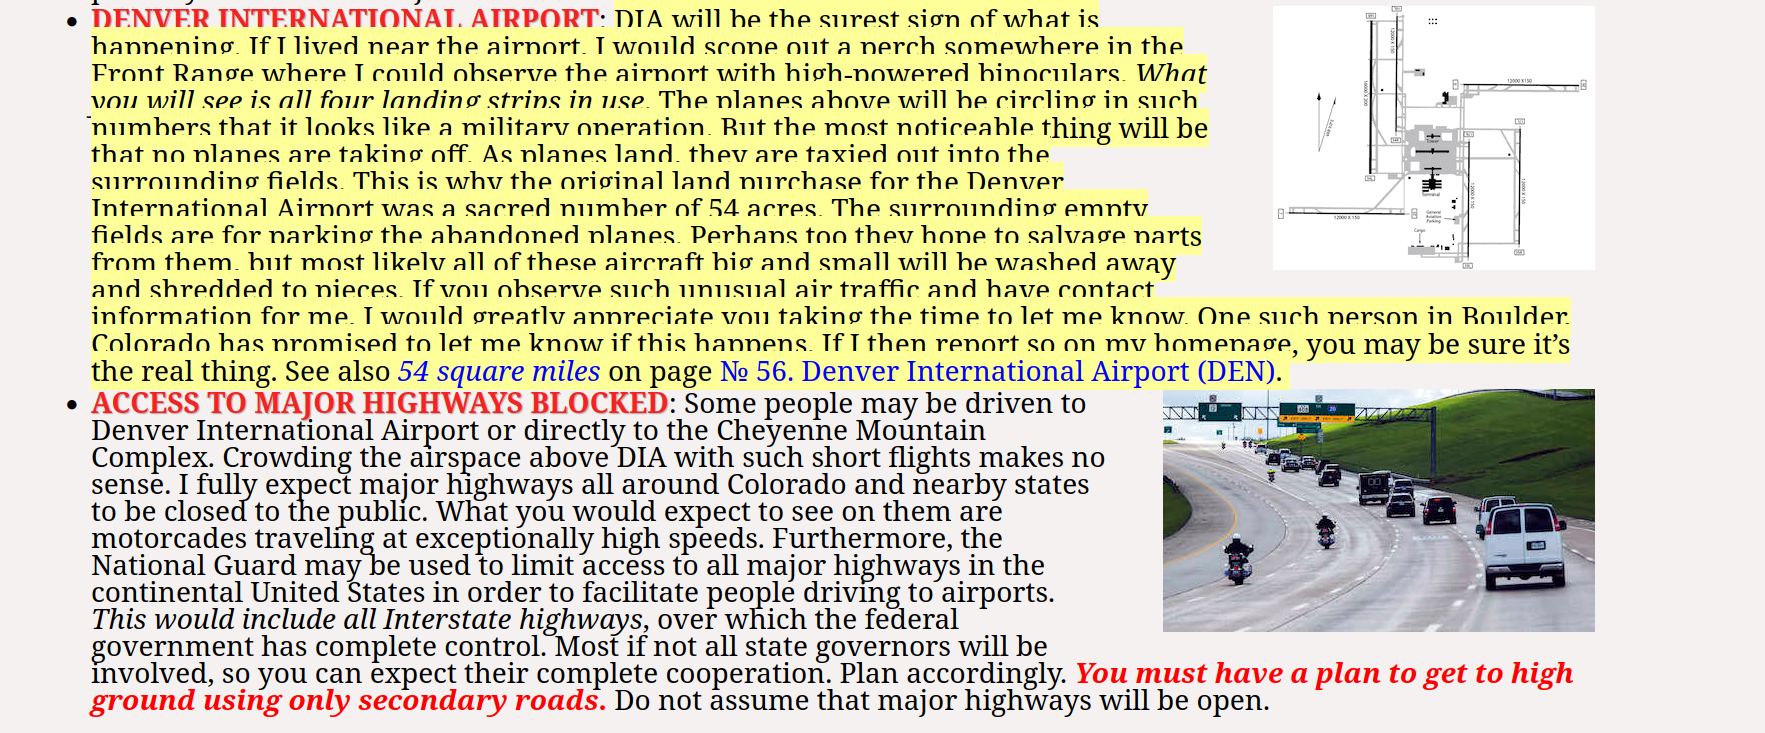 • DENVER INTERNATIONAL AIRPORT: DIA will be the surest sign of what is
happening. If I lived near the airport, I would scope out a perch somewhere in the
Front Range where I could observe the airport with high-powered binoculars. What
you will see is all four landing strips in use. The planes above will be circling in such
numbers that it looks like a military operation. But the most noticeable thing will be
that no planes are taking off. As planes land, they are taxied out into the
surrounding fields. This is why the original land purchase for the Denver
International Airport was a sacred number of 54 acres. The surrounding empty
fields are for parking the abandoned planes. Perhaps too they hope to salvage parts
from them, but most likely all of these aircraft big and small will be washed away
and shredded to pieces. If you observe such unusual air traffic and have contact
information for me, I would greatly appreciate you taking the time to let me know. One such person in Boulder,
Colorado has promised to let me know if this happens. If I then report so on my homepage, you may be sure it’s
the real thing. See also 54 square miles on page № 56. Denver International Airport (DEN).
12000 X 150
16000 X 200
12000 X150
Tower
Terminal
12000 X 150
12000 X 150
General
Aviation
Parking
12000 X 150
Cargo
• ACCESS TO MAJOR HIGHWAYS BLOCKED: Some people may be driven to
Denver International Airport or directly to the Cheyenne Mountain
Complex. Crowding the airspace above DIA with such short flights makes no
sense. I fully expect major highways all around Colorado and nearby states
to be closed to the public. What you would expect to see on them are
motorcades traveling at exceptionally high speeds. Furthermore, the
National Guard may be used to limit access to all major highways in the
continental United States in order to facilitate people driving to airports.
This would include all Interstate highways, over which the federal
government has complete control. Most if not all state governors will be
involved, so you can expect their complete cooperation. Plan accordingly. You must have a plan to get to high
ground using only secondary roads. Do not assume that major highways will be open.